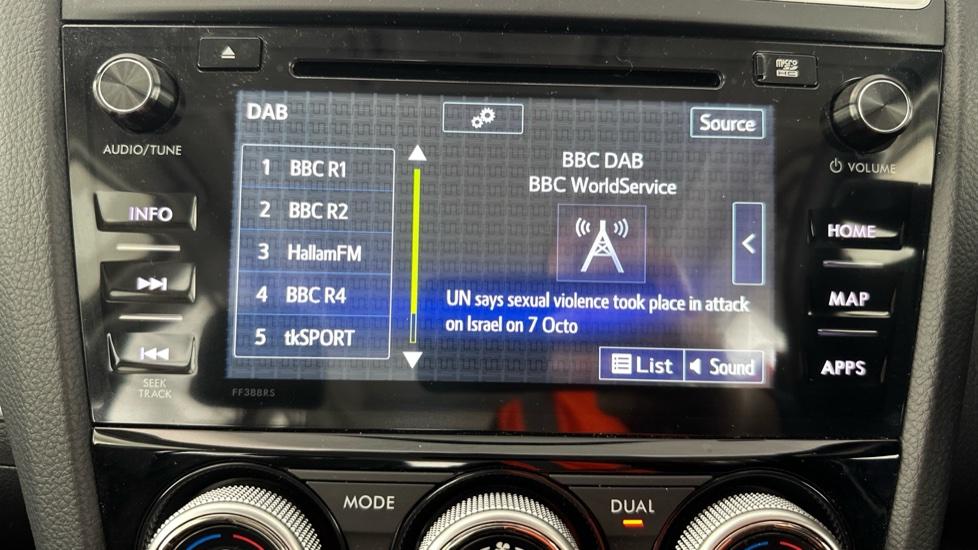 micro
HC
AUDIO/TUNE
VOLUME
DAB
Source
1 BBC R1
2 BBC R2
3 HallamFM
4 BBC R4
5 tkSPORT
BBC DAB
BBC WorldService
UN says sexual violence took place in attack
on Israel on 7 Octo
List
Sound
INFO
SEEK
TRACK
FF388RS
HOME
MAP
APPS
MODE
DUAL